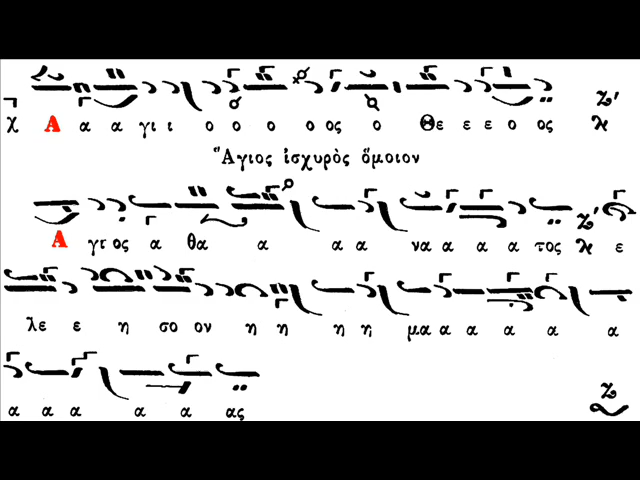 Α α α γι ι ο ο ο ο ος ο Θε ε ε ο ος
Ἅγιος ἰσχυρὸς ὅμοιον
Α γι ος α θα α α α να α α α τος ε
λε ε η σο ον η η η η μα α α α α α
α α α α α ας